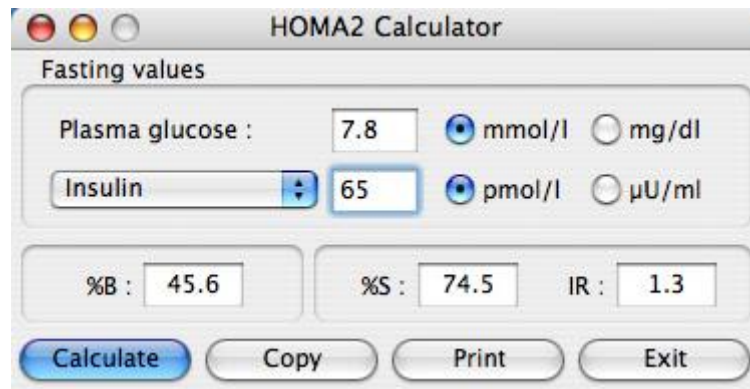 HOMA2 Calculator
Fasting values
Plasma glucose : 7.8 mmol/l mg/dl
Insulin 65 pmol/l µU/ml
%B : 45.6 %S : 74.5 IR : 1.3
Calculate Copy Print Exit